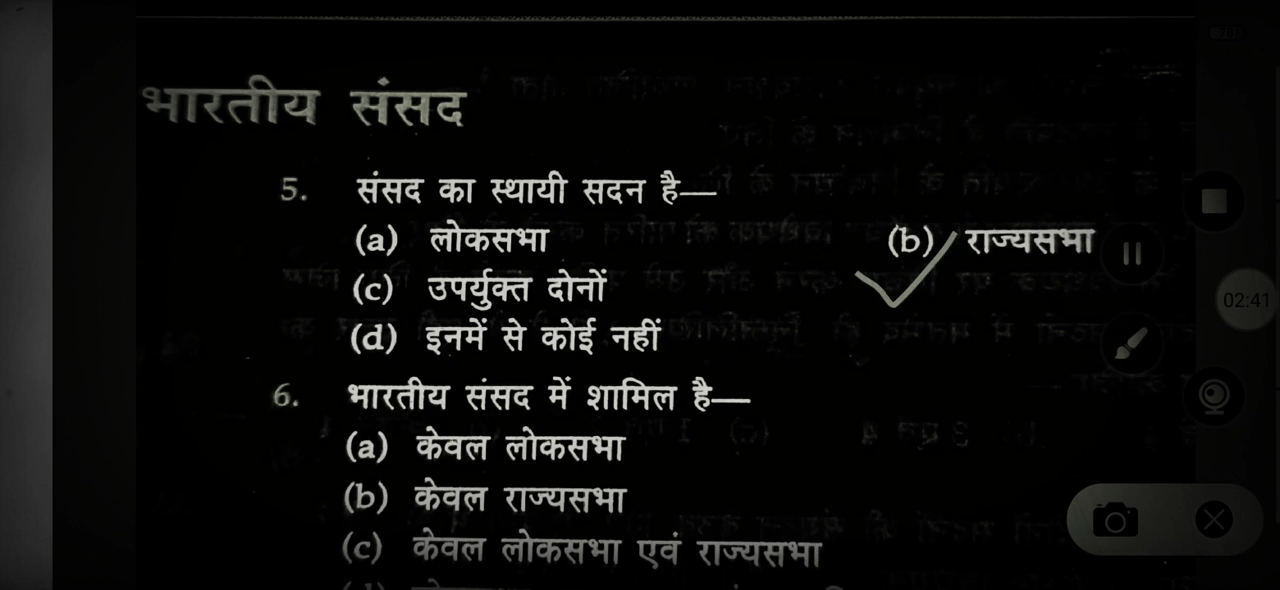 भारतीय संसद
5. संसद का स्थायी सदन है—
(a) लोकसभा (b) राज्यसभा
(c) उपर्युक्त दोनों
(d) इनमें से कोई नहीं
6. भारतीय संसद में शामिल है—
(a) केवल लोकसभा
(b) केवल राज्यसभा
(c) केवल लोकसभा एवं राज्यसभा
02:41